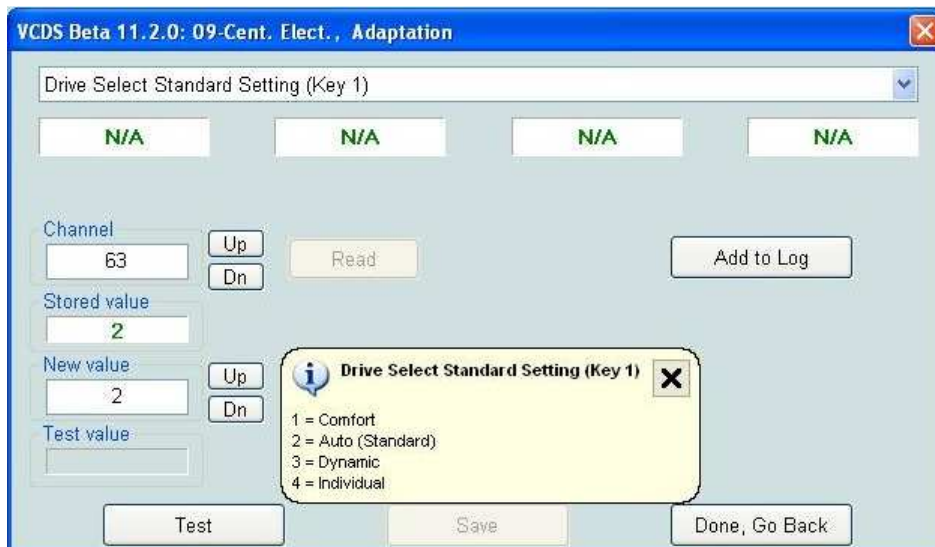 VCDS Beta 11.2.0: 09-Cent. Elect., Adaptation
Drive Select Standard Setting (Key 1)
N/A N/A N/A N/A
Channel
63
Up
Dn
Read
Add to Log
Stored value
2
New value
2
Up
Dn
Test value
Drive Select Standard Setting (Key 1)
1 = Comfort
2 = Auto (Standard)
3 = Dynamic
4 = Individual
Test
Save
Done, Go Back